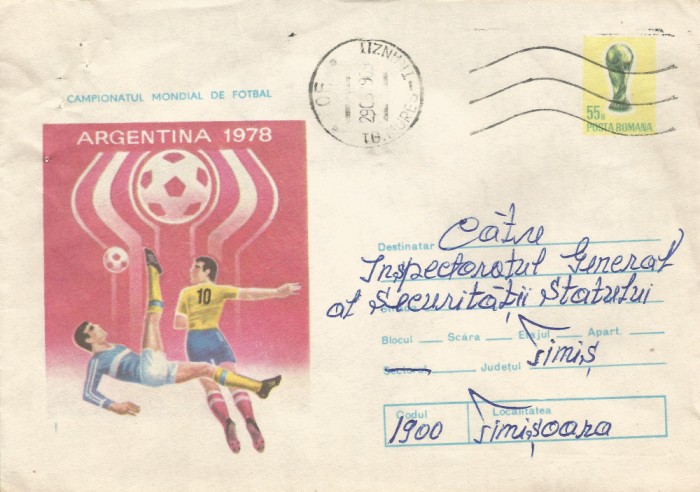 CAMPIONATUL MONDIAL DE FOTBAL
ARGENTINA 1978
10
55B
POSTA ROMANA
Destinatar Către
Inspectoratul General
al Securității Statului
Blocul Scara Etajul Apart.
Sectorul, Județul Timiș
Codul Localitatea
1900 Timișoara